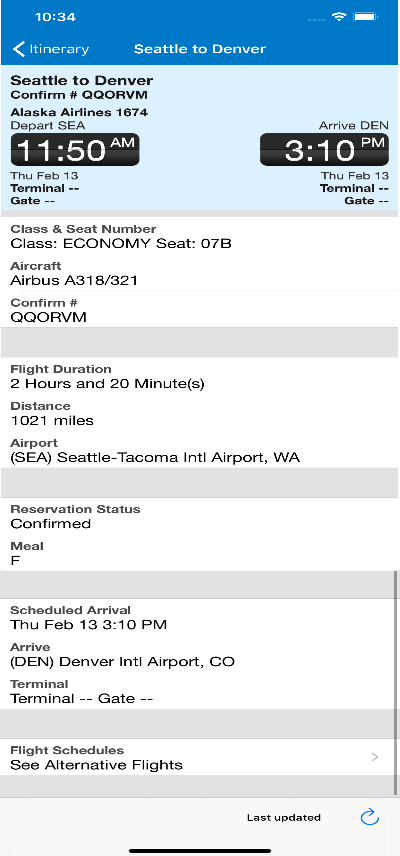 10:34
Itinerary
Seattle to Denver
Seattle to Denver
Confirm # QQORVM
Alaska Airlines 1674
Depart SEA
Arrive DEN
11:50 AM
3:10 PM
Thu Feb 13
Thu Feb 13
Terminal --
Terminal --
Gate --
Gate --
Class & Seat Number
Class: ECONOMY Seat: 07B
Aircraft
Airbus A318/321
Confirm #
QQORVM
Flight Duration
2 Hours and 20 Minute(s)
Distance
1021 miles
Airport
(SEA) Seattle-Tacoma Intl Airport, WA
Reservation Status
Confirmed
Meal
F
Scheduled Arrival
Thu Feb 13 3:10 PM
Arrive
(DEN) Denver Intl Airport, CO
Terminal
Terminal -- Gate --
Flight Schedules
See Alternative Flights
Last updated